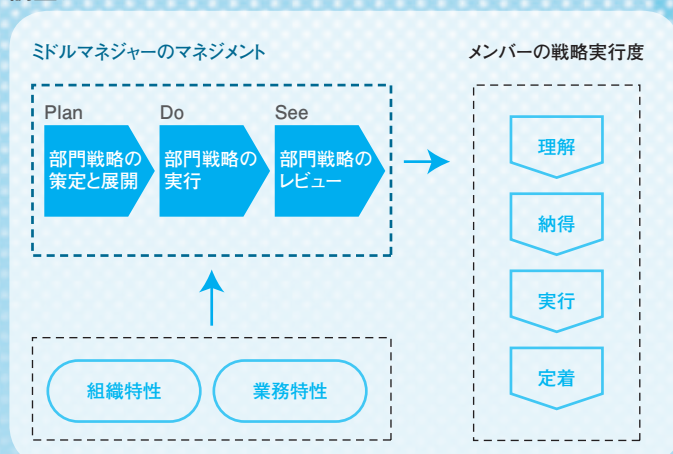 ミドルマネジャーのマネジメント
メンバーの戦略実行度
Plan
Do
See
部門戦略の
策定と展開
部門戦略の
実行
部門戦略の
レビュー
理解
納得
実行
定着
組織特性
業務特性